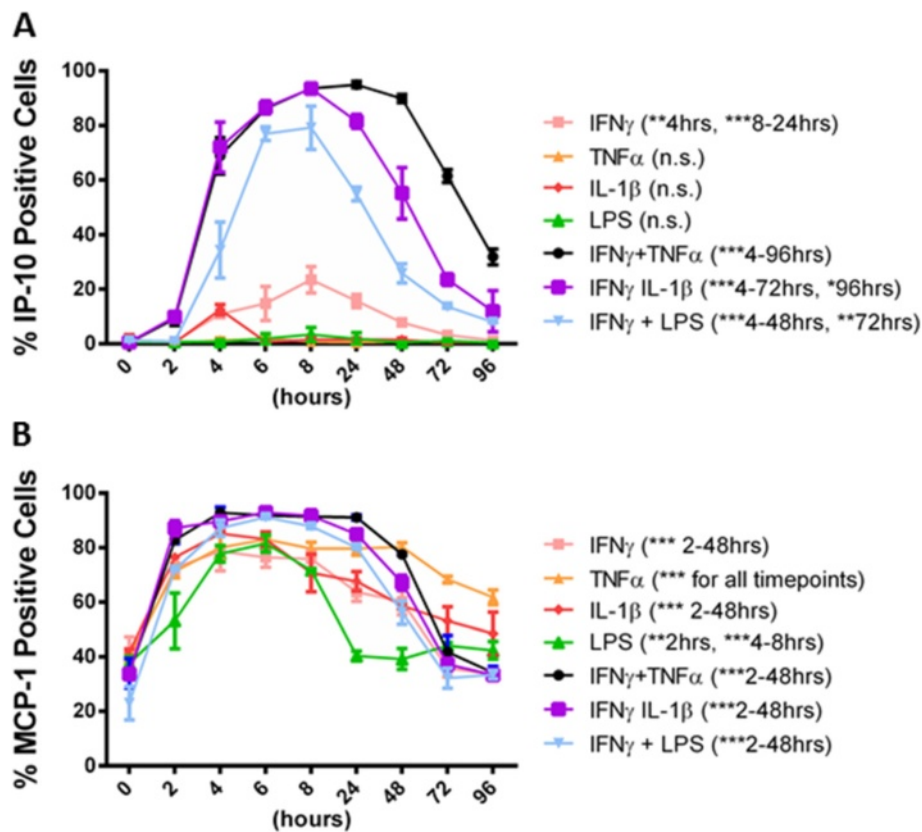 A
% IP-10 Positive Cells
100
80
60
40
20
0
0 2 4 6 8 24 48 72 96
(hours)
IFNγ (**4hrs, ***8-24hrs)
TNFα (n.s.)
IL-1β (n.s.)
LPS (n.s.)
IFNγ+TNFα (***4-96hrs)
IFNγ IL-1β (***4-72hrs, *96hrs)
IFNγ + LPS (***4-48hrs, **72hrs)
B
% MCP-1 Positive Cells
100
80
60
40
20
0
0 2 4 6 8 24 48 72 96
(hours)
IFNγ (*** 2-48hrs)
TNFα (*** for all timepoints)
IL-1β (*** 2-48hrs)
LPS (**2hrs, ***4-8hrs)
IFNγ+TNFα (***2-48hrs)
IFNγ IL-1β (***2-48hrs)
IFNγ + LPS (***2-48hrs)